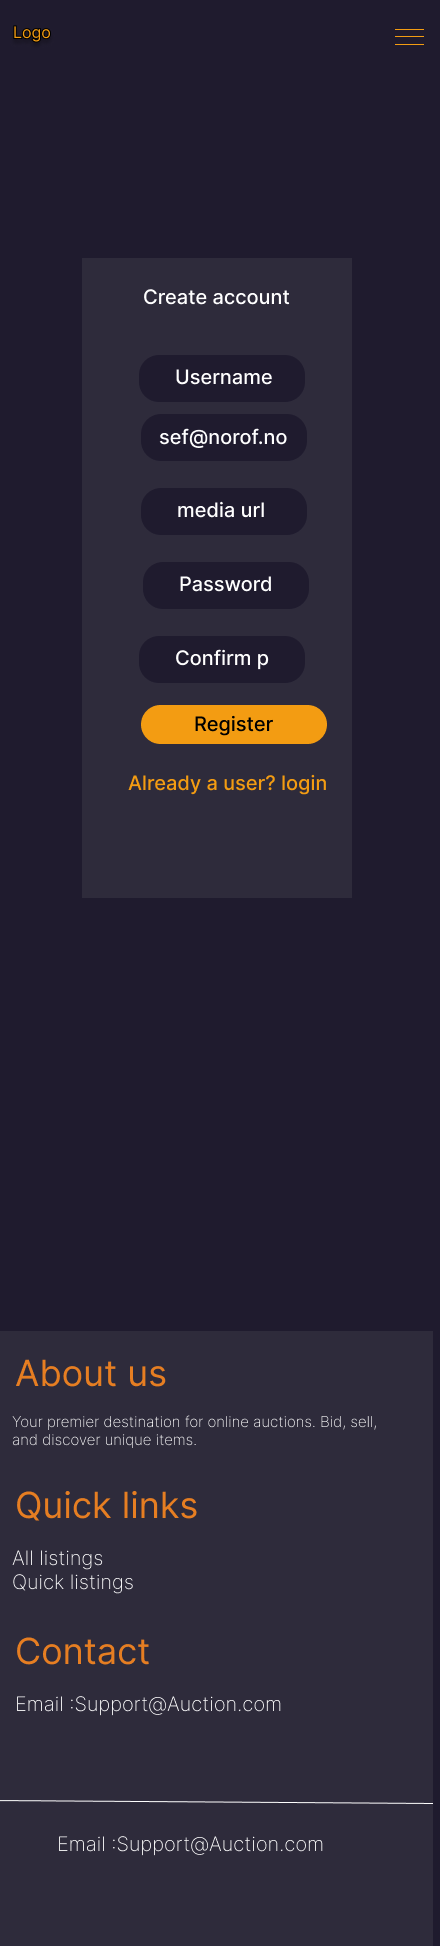 Logo
Create account
Username
sef@norof.no
media url
Password
Confirm p
Register
Already a user? login
About us
Your premier destination for online auctions. Bid, sell,
and discover unique items.
Quick links
All listings
Quick listings
Contact
Email :Support@Auction.com
Email :Support@Auction.com